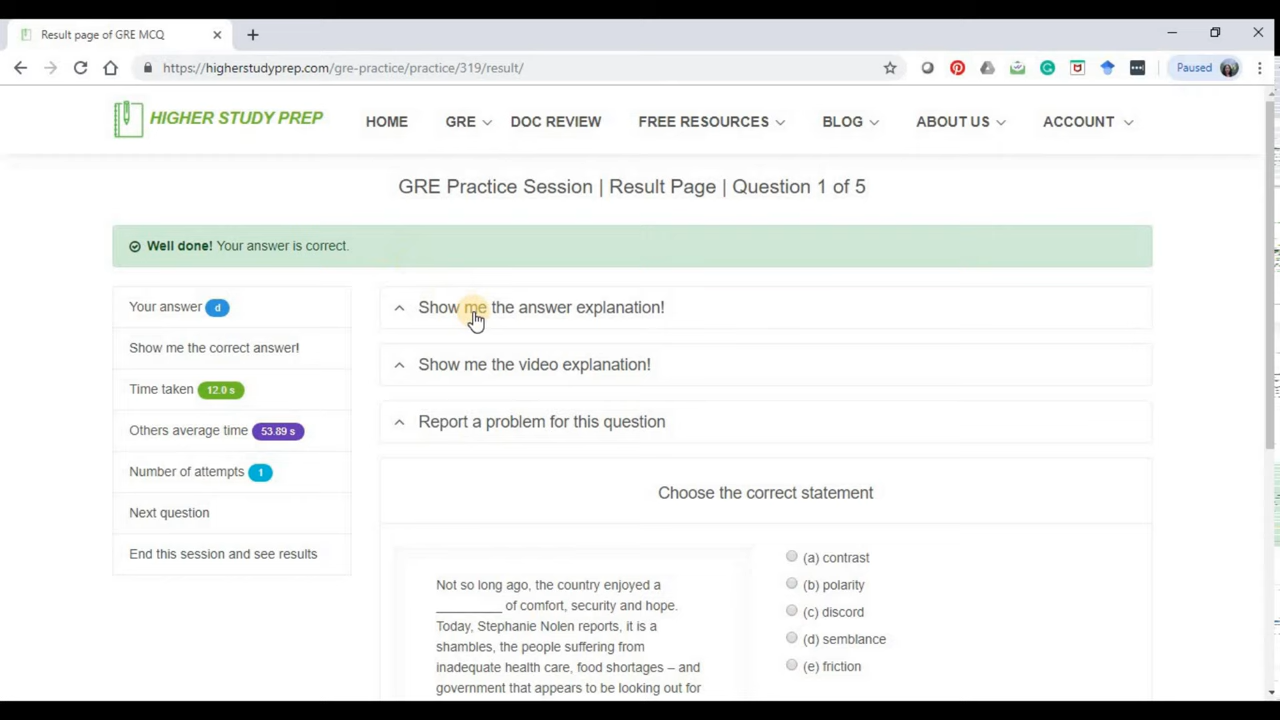 Result page of GRE MCQ
https://higherstudyprep.com/gre-practice/practice/319/result/
Paused
HIGHER STUDY PREP
HOME
GRE
DOC REVIEW
FREE RESOURCES
BLOG
ABOUT US
ACCOUNT
GRE Practice Session | Result Page | Question 1 of 5
Well done! Your answer is correct.
Your answer d
Show me the correct answer!
Time taken 12.0 s
Others average time 53.89 s
Number of attempts 1
Next question
End this session and see results
Show me the answer explanation!
Show me the video explanation!
Report a problem for this question
Choose the correct statement
Not so long ago, the country enjoyed a
_________ of comfort, security and hope.
Today, Stephanie Nolen reports, it is a
shambles, the people suffering from
inadequate health care, food shortages – and
government that appears to be looking out for
(a) contrast
(b) polarity
(c) discord
(d) semblance
(e) friction